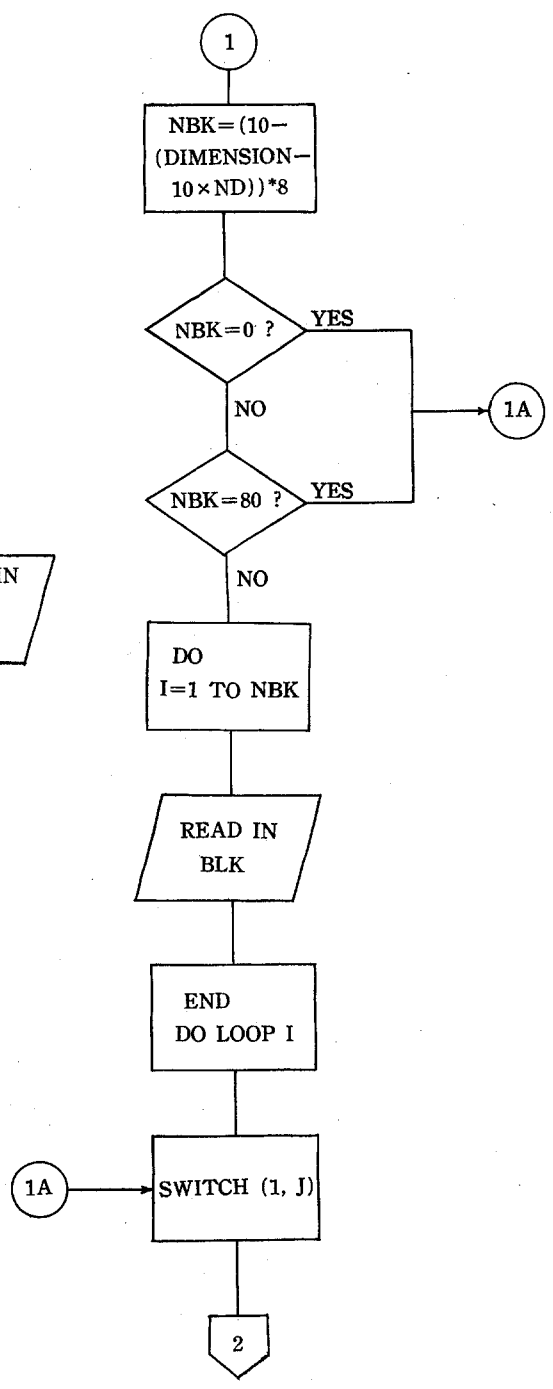 1
NBK=(10−
(DIMENSION−
10×ND))*8
NBK=0 ?
YES
1A
NO
NBK=80 ?
YES
NO
IN
DO
I=1 TO NBK
READ IN
BLK
END
DO LOOP I
1A
SWITCH (1, J)
2